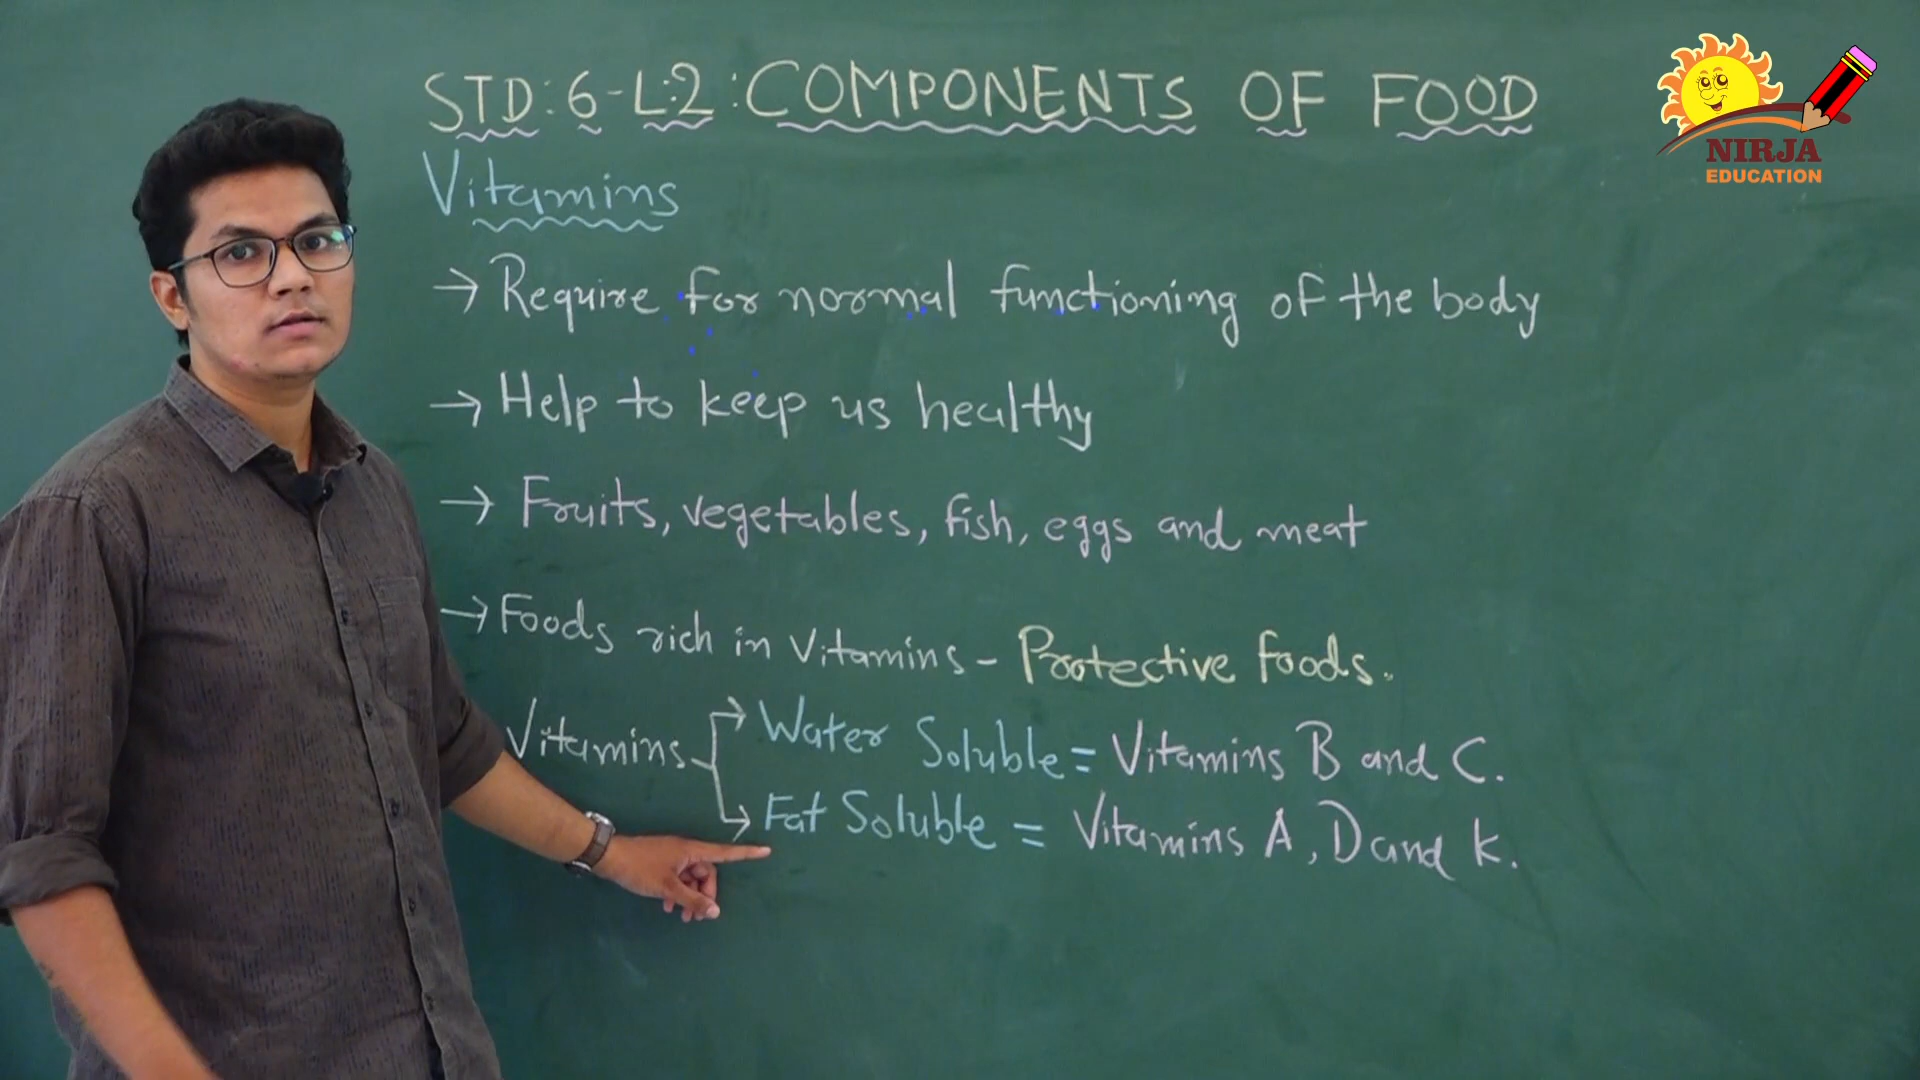 STD: 6-L:2: COMPONENTS OF FOOD
NIRJA
EDUCATION
Vitamins
→ Require for normal functioning of the body
→ Help to keep us healthy
→ Fruits, vegetables, fish, eggs and meat
→ Foods rich in vitamins - Protective foods.
Vitamins → Water Soluble = Vitamins B and C.
→ Fat Soluble = Vitamins A, D and K.